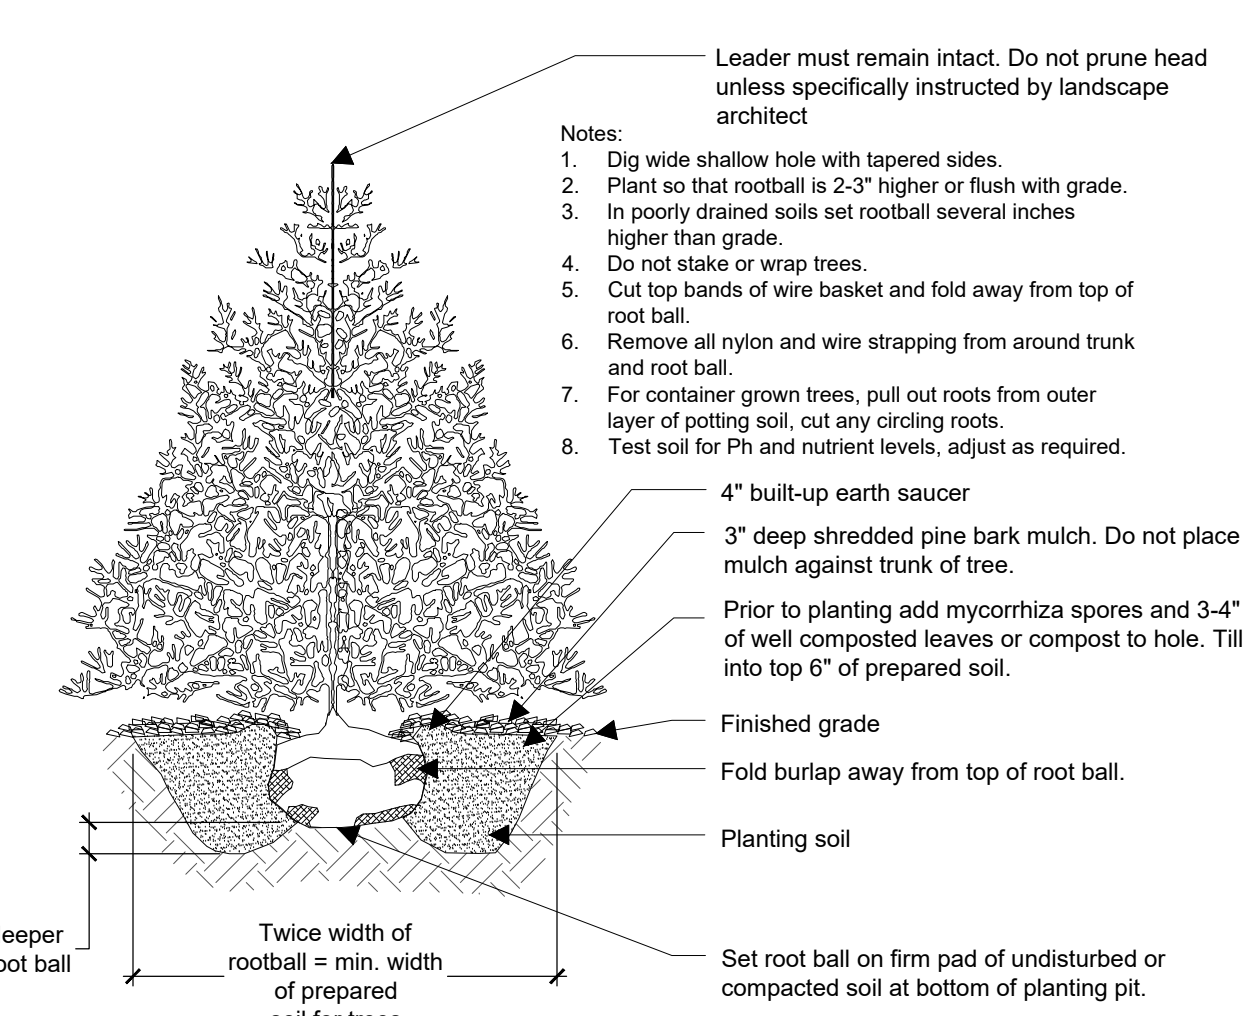 Leader must remain intact. Do not prune head
unless specifically instructed by landscape
architect
Notes:
1. Dig wide shallow hole with tapered sides.
2. Plant so that rootball is 2-3" higher or flush with grade.
3. In poorly drained soils set rootball several inches
higher than grade.
4. Do not stake or wrap trees.
5. Cut top bands of wire basket and fold away from top of
root ball.
6. Remove all nylon and wire strapping from around trunk
and root ball.
7. For container grown trees, pull out roots from outer
layer of potting soil, cut any circling roots.
8. Test soil for Ph and nutrient levels, adjust as required.
4" built-up earth saucer
3" deep shredded pine bark mulch. Do not place
mulch against trunk of tree.
Prior to planting add mycorrhiza spores and 3-4"
of well composted leaves or compost to hole. Till
into top 6" of prepared soil.
Finished grade
Fold burlap away from top of root ball.
Planting soil
Set root ball on firm pad of undisturbed or
compacted soil at bottom of planting pit.
eeper
oot ball
Twice width of
rootball = min. width
of prepared
soil for trees